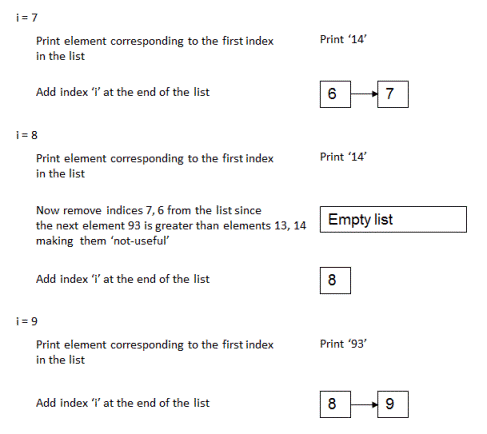 i = 7
Print element corresponding to the first index
in the list
Print ‘14’
Add index ‘i’ at the end of the list
6 7
i = 8
Print element corresponding to the first index
in the list
Print ‘14’
Now remove indices 7, 6 from the list since
the next element 93 is greater than elements 13, 14
making them ‘not-useful’
Empty list
Add index ‘i’ at the end of the list
8
i = 9
Print element corresponding to the first index
in the list
Print ‘93’
Add index ‘i’ at the end of the list
8 9